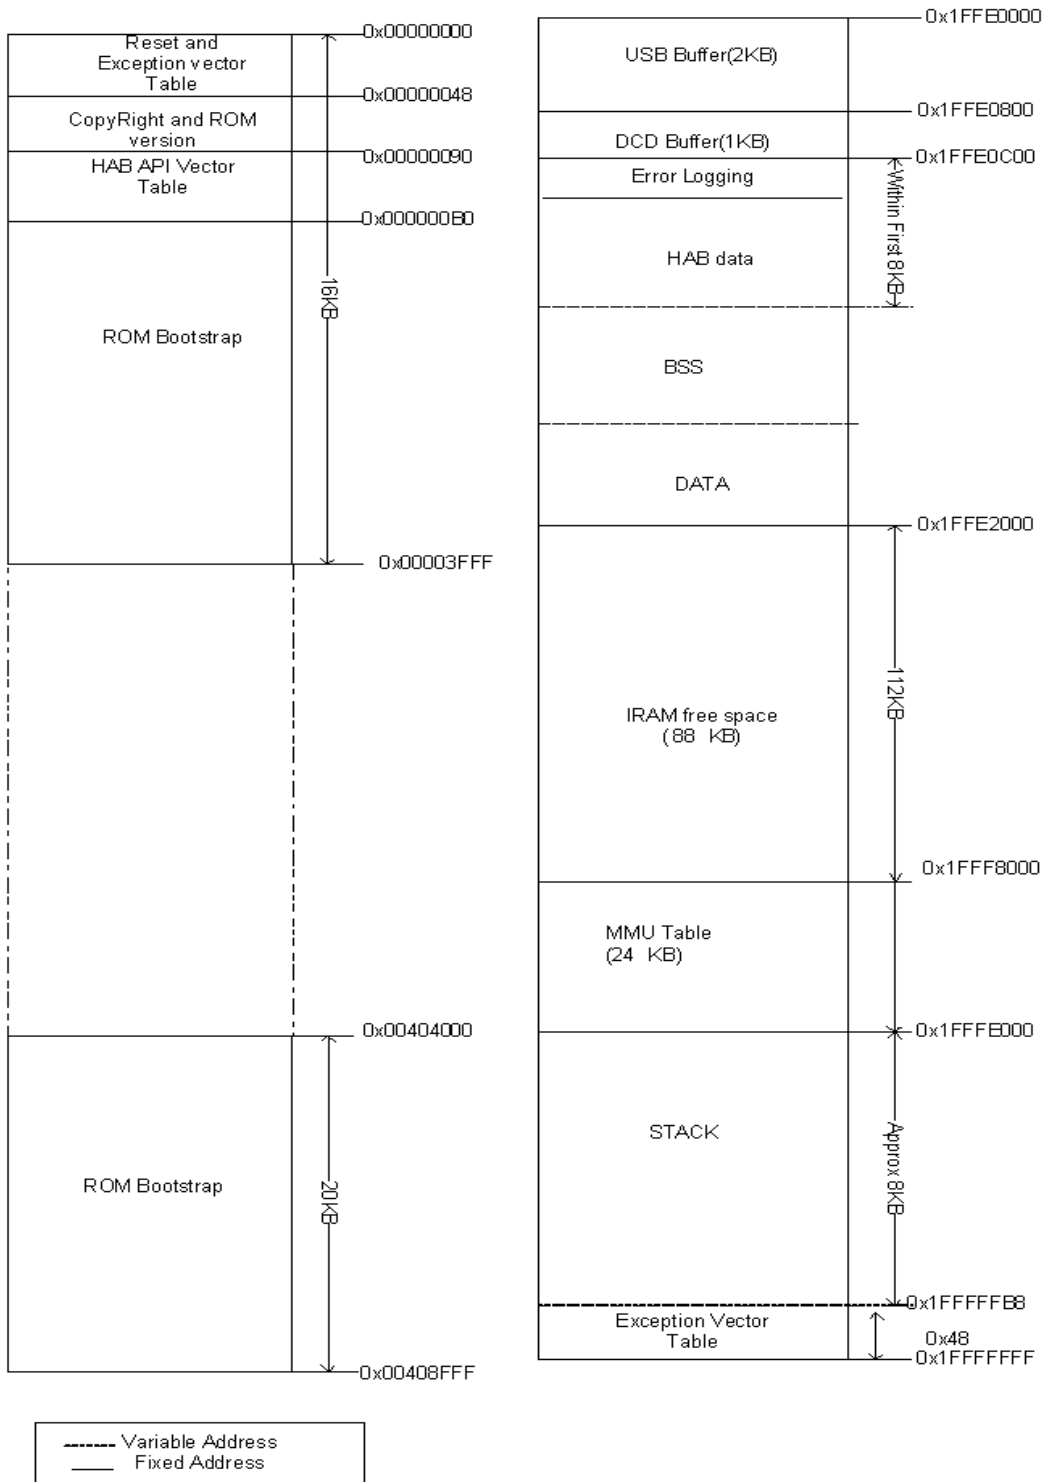 0x00000000
Reset and
Exception vector
Table
0x00000048
CopyRight and ROM
version
0x00000090
HAB API Vector
Table
0x000000B0
16KB
ROM Bootstrap
0x00003FFF
0x00404000
ROM Bootstrap
20KB
0x00408FFF
0x1FFE0000
USB Buffer(2KB)
0x1FFE0800
DCD Buffer(1KB)
0x1FFE0C00
Error Logging
Within First 8KB
HAB data
BSS
DATA
0x1FFE2000
112KB
IRAM free space
(88 KB)
0x1FFF8000
MMU Table
(24 KB)
0x1FFFE000
STACK
Approx 8KB
0x1FFFFFB8
Exception Vector
Table
0x48
0x1FFFFFFF
Variable Address
Fixed Address